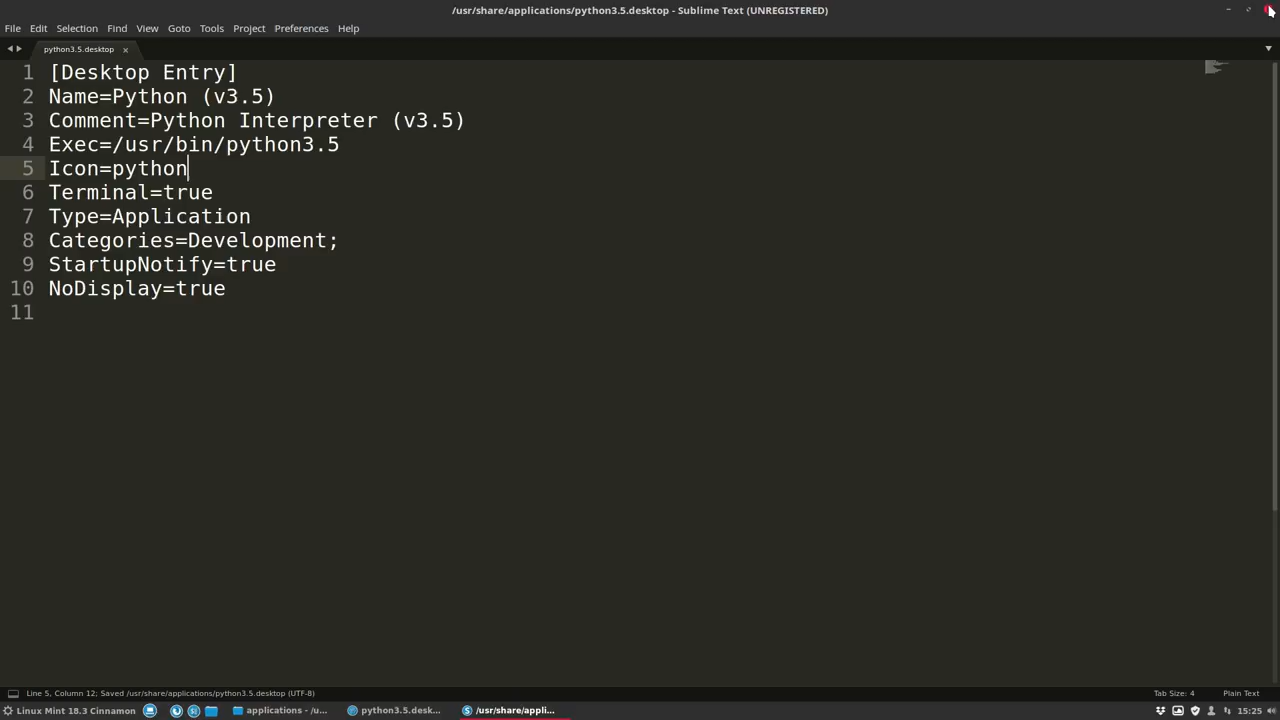 /usr/share/applications/python3.5.desktop - Sublime Text (UNREGISTERED)
File Edit Selection Find View Goto Tools Project Preferences Help
python3.5.desktop
1 [Desktop Entry]
2 Name=Python (v3.5)
3 Comment=Python Interpreter (v3.5)
4 Exec=/usr/bin/python3.5
5 Icon=python
6 Terminal=true
7 Type=Application
8 Categories=Development;
9 StartupNotify=true
10 NoDisplay=true
11
Line 5, Column 12; Saved /usr/share/applications/python3.5.desktop (UTF-8) Tab Size: 4 Plain Text
Linux Mint 18.3 Cinnamon applications - /u... python3.5.desk... /usr/share/appli... 15:25